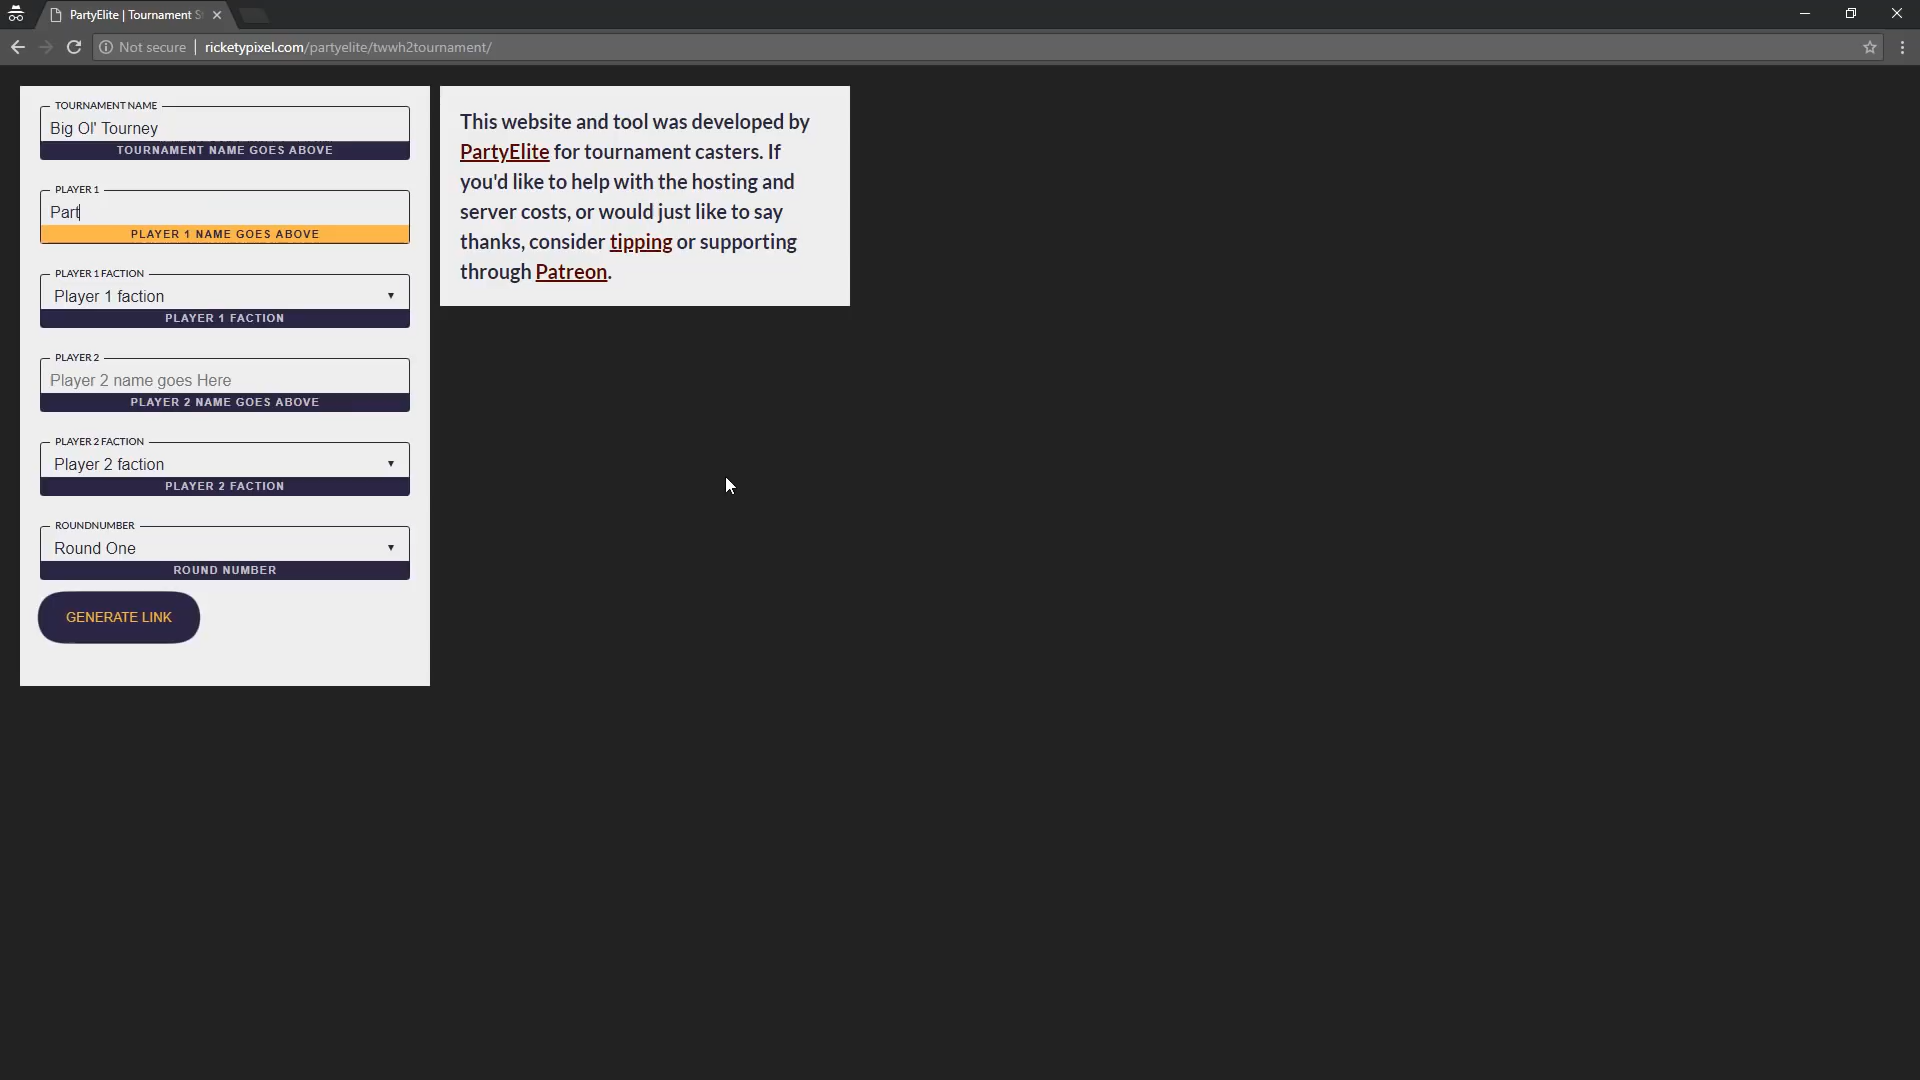 PartyElite | Tournament S
Not secure | ricketypixel.com/partyelite/twwh2tournament/
TOURNAMENT NAME
Big Ol' Tourney
TOURNAMENT NAME GOES ABOVE
PLAYER 1
Part
PLAYER 1 NAME GOES ABOVE
PLAYER 1 FACTION
Player 1 faction
PLAYER 1 FACTION
PLAYER 2
Player 2 name goes Here
PLAYER 2 NAME GOES ABOVE
PLAYER 2 FACTION
Player 2 faction
PLAYER 2 FACTION
ROUNDNUMBER
Round One
ROUND NUMBER
GENERATE LINK
This website and tool was developed by
PartyElite for tournament casters. If
you'd like to help with the hosting and
server costs, or would just like to say
thanks, consider tipping or supporting
through Patreon.